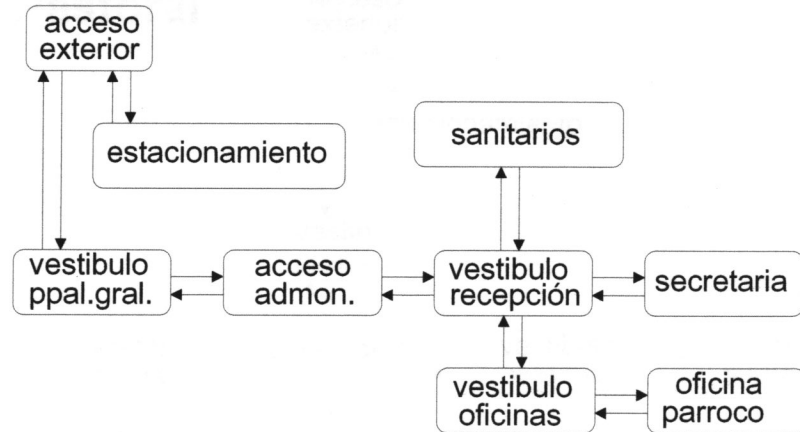 acceso
exterior
estacionamiento
sanitarios
vestibulo
ppal.gral.
acceso
admon.
vestibulo
recepción
secretaria
vestibulo
oficinas
oficina
parroco